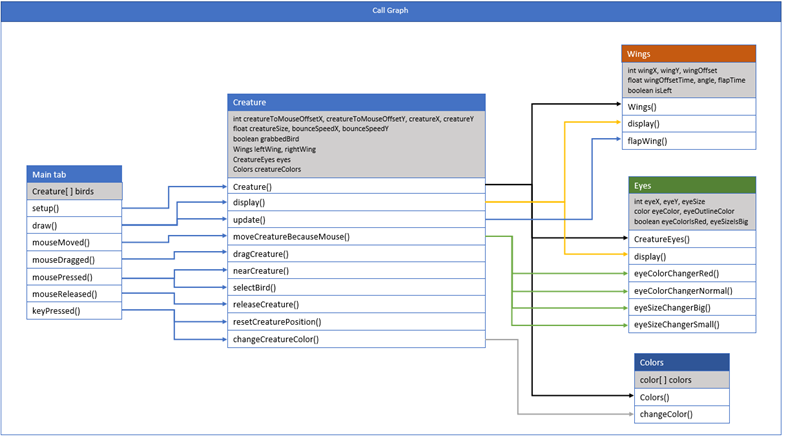 Call Graph
Main tab
Creature[ ] birds
setup()
draw()
mouseMoved()
mouseDragged()
mousePressed()
mouseReleased()
keyPressed()
Creature
int creatureToMouseOffsetX, creatureToMouseOffsetY, creatureX, creatureY
float creatureSize, bounceSpeedX, bounceSpeedY
boolean grabbedBird
Wings leftWing, rightWing
CreatureEyes eyes
Colors creatureColors
Creature()
display()
update()
moveCreatureBecauseMouse()
dragCreature()
nearCreature()
selectBird()
releaseCreature()
resetCreaturePosition()
changeCreatureColor()
Wings
int wingX, wingY, wingOffset
float wingOffsetTime, angle, flapTime
boolean isLeft
Wings()
display()
flapWing()
Eyes
int eyeX, eyeY, eyeSize
color eyeColor, eyeOutlineColor
boolean eyeColorIsRed, eyeSizeIsBig
CreatureEyes()
display()
eyeColorChangerRed()
eyeColorChangerNormal()
eyeSizeChangerBig()
eyeSizeChangerSmall()
Colors
color[ ] colors
Colors()
changeColor()